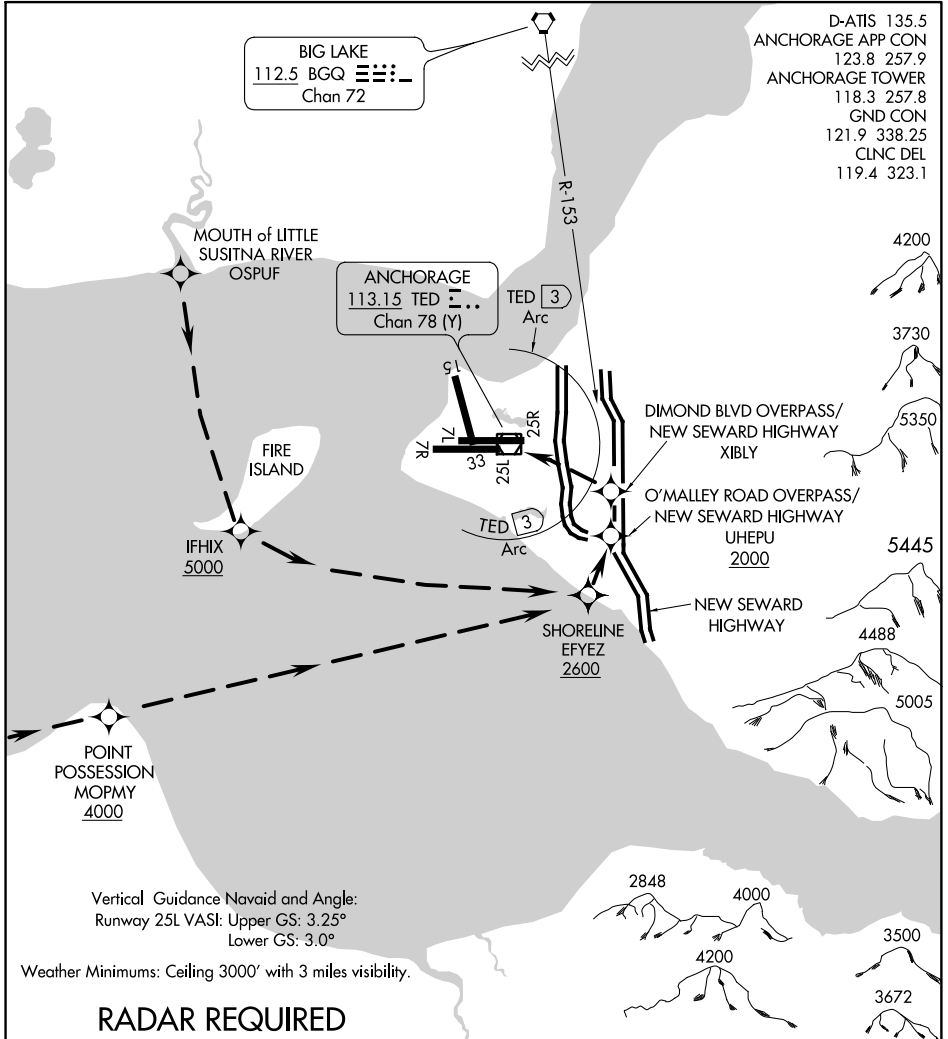 D-ATIS 135.5
ANCHORAGE APP CON
123.8 257.9
ANCHORAGE TOWER
118.3 257.8
GND CON
121.9 338.25
CLNC DEL
119.4 323.1
BIG LAKE
112.5 BGQ
Chan 72
R-153
MOUTH of LITTLE
SUSITNA RIVER
OSPUF
ANCHORAGE
113.15 TED
Chan 78 (Y)
TED 3
Arc
4200
3730
5350
15
7L
7R
33
25L
25R
FIRE
ISLAND
DIMOND BLVD OVERPASS/
NEW SEWARD HIGHWAY
XIBLY
O'MALLEY ROAD OVERPASS/
NEW SEWARD HIGHWAY
UHEPU
2000
TED 3
Arc
IFHIX
5000
5445
NEW SEWARD
HIGHWAY
SHORELINE
EFYEZ
2600
4488
5005
POINT
POSSESSION
MOPMY
4000
Vertical Guidance Navaid and Angle:
Runway 25L VASI: Upper GS: 3.25°
Lower GS: 3.0°
Weather Minimums: Ceiling 3000' with 3 miles visibility.
RADAR REQUIRED
2848
4000
4200
3500
3672